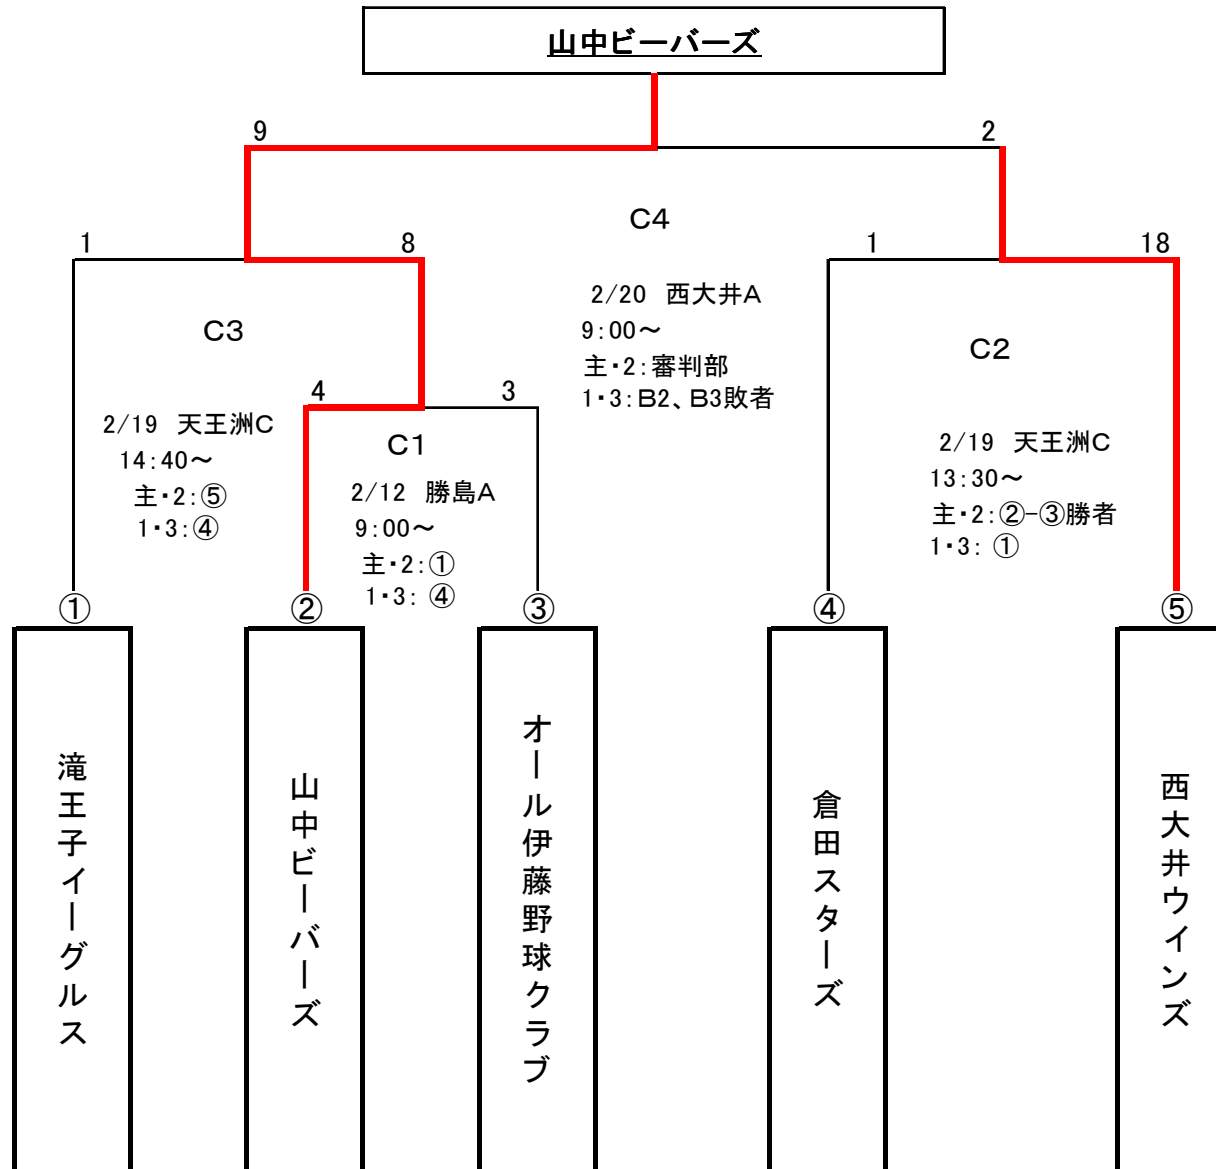 山中ビーバーズ
9
2
C4
1
8
1
18
2/20 西大井A
9:00～
主・2:審判部
1・3:B2、B3敗者
C3
C2
4
3
2/19 天王洲C
14:40～
主・2:⑤
1・3:④
C1
2/12 勝島A
9:00～
主・2:①
1・3: ④
2/19 天王洲C
13:30～
主・2:②-③勝者
1・3: ①
①
②
③
④
⑤
滝王子イーグルス
山中ビーバーズ
オール伊藤野球クラブ
倉田スターズ
西大井ウインズ